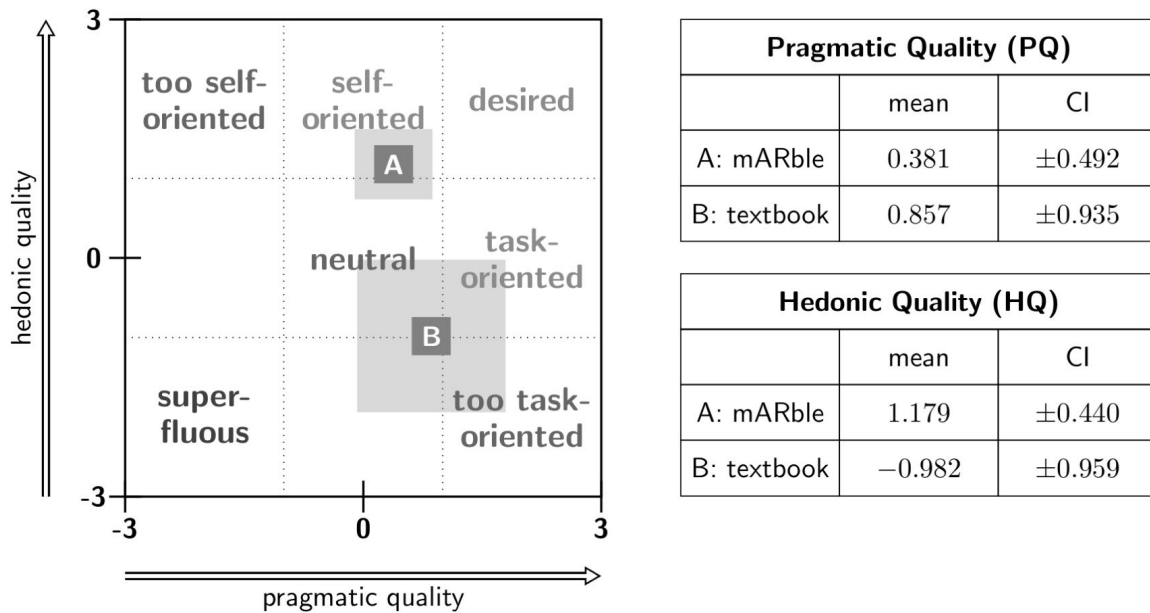 3
too self-
oriented
self-
oriented
desired
A
hedonic quality
0
neutral
task-
oriented
B
super-
fluous
too task-
oriented
-3
-3
0
3
pragmatic quality
Pragmatic Quality (PQ)
mean CI
A: mARble 0.381 ±0.492
B: textbook 0.857 ±0.935
Hedonic Quality (HQ)
mean CI
A: mARble 1.179 ±0.440
B: textbook −0.982 ±0.959